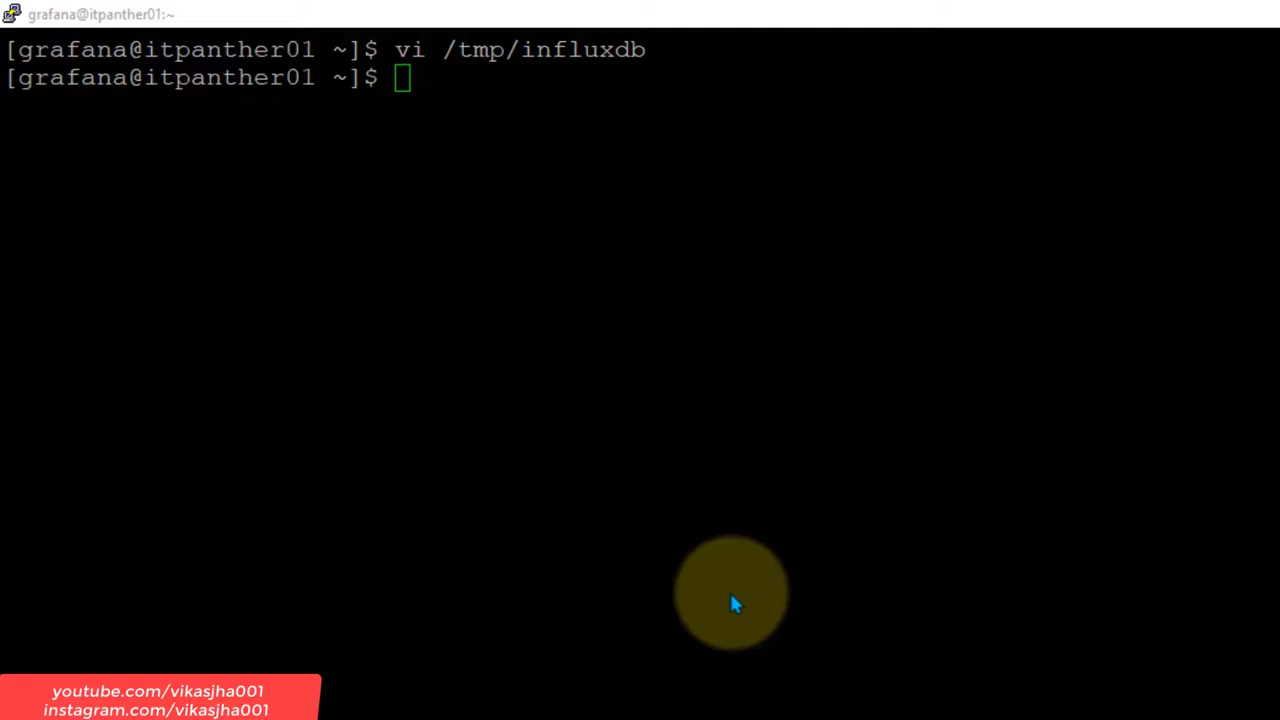 grafana@itpanther01:~
[grafana@itpanther01 ~]$ vi /tmp/influxdb
[grafana@itpanther01 ~]$
youtube.com/vikasjha001
instagram.com/vikasjha001